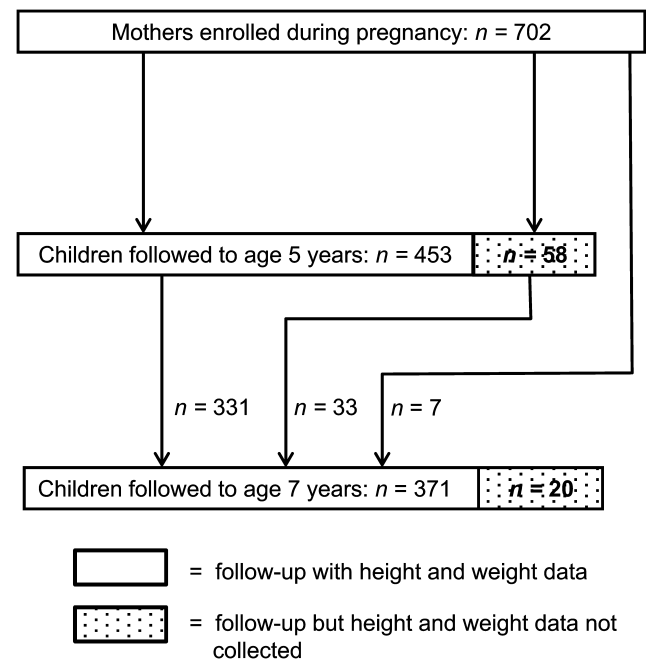 Mothers enrolled during pregnancy: n = 702
Children followed to age 5 years: n = 453 n = 58
n = 331 n = 33 n = 7
Children followed to age 7 years: n = 371 n = 20
= follow-up with height and weight data
= follow-up but height and weight data not
collected